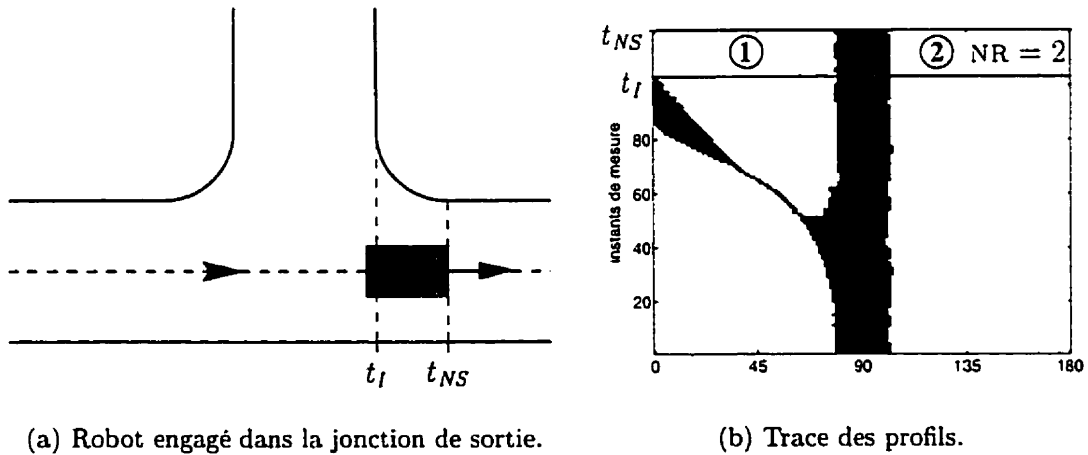 t_I t_NS
(a) Robot engagé dans la jonction de sortie.
t_NS
① ② NR = 2
t_I
80
60
40
20
instants de mesure
0 45 90 135 180
(b) Trace des profils.